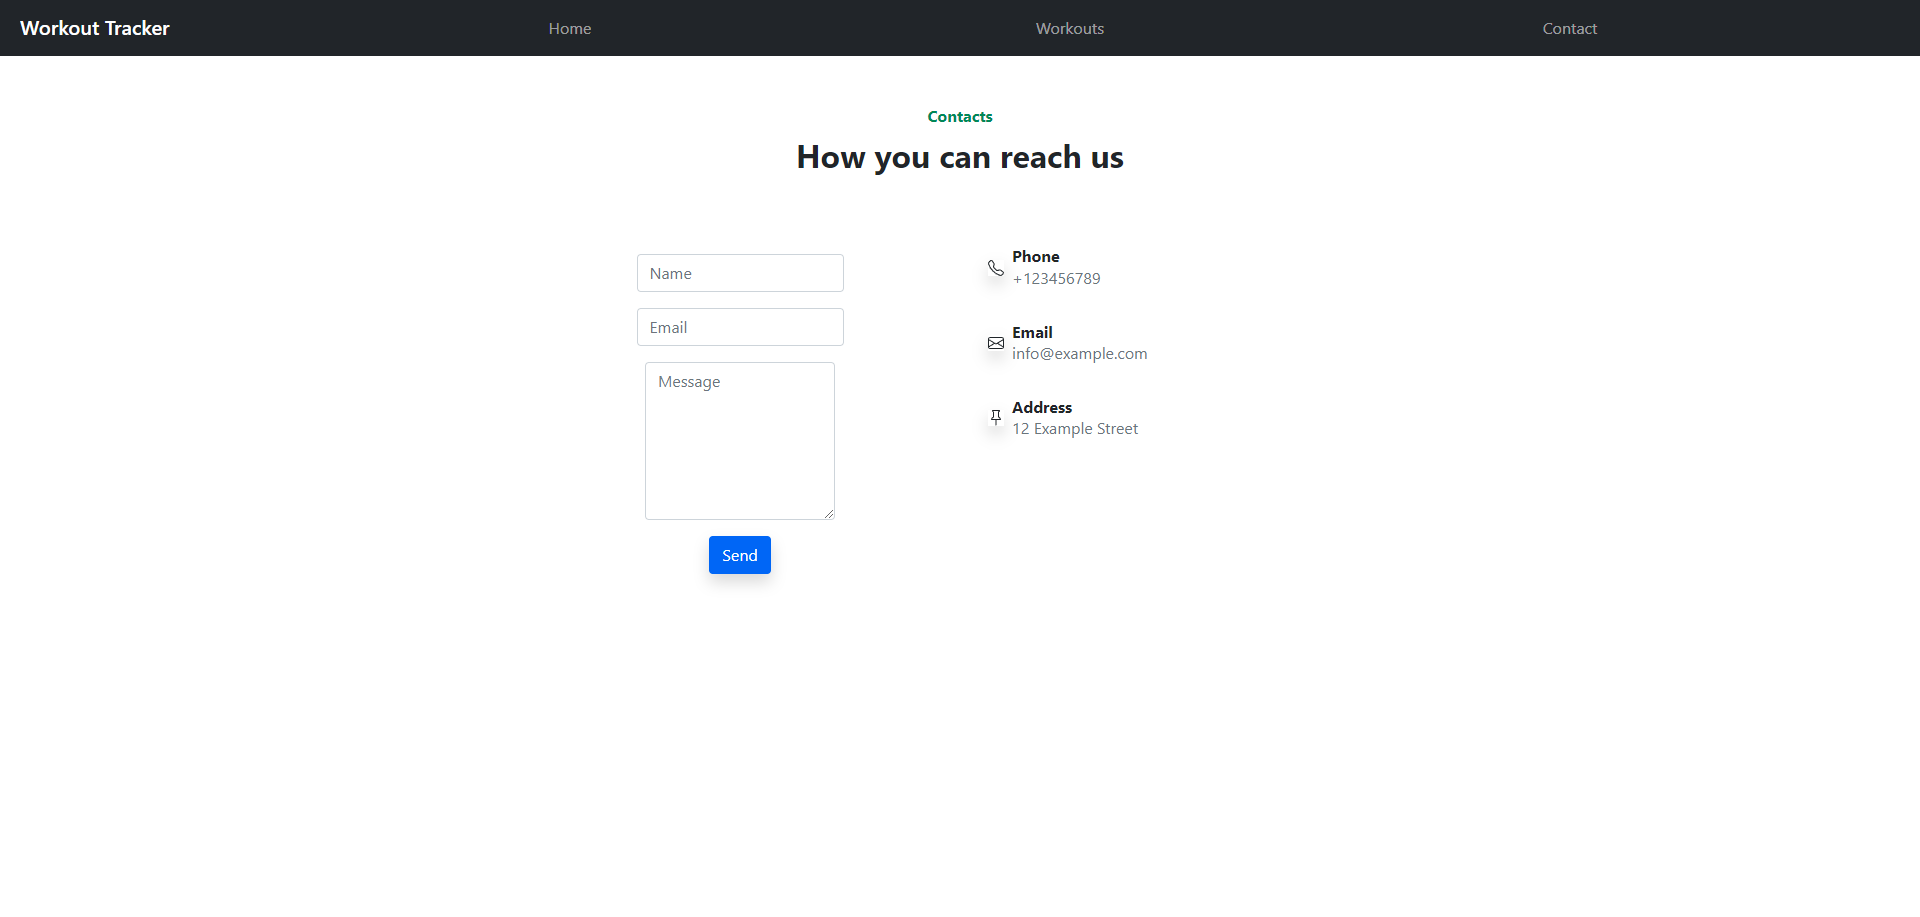 Workout Tracker Home Workouts Contact
Contacts
How you can reach us
Name
Email
Message
Send
Phone
+123456789
Email
info@example.com
Address
12 Example Street